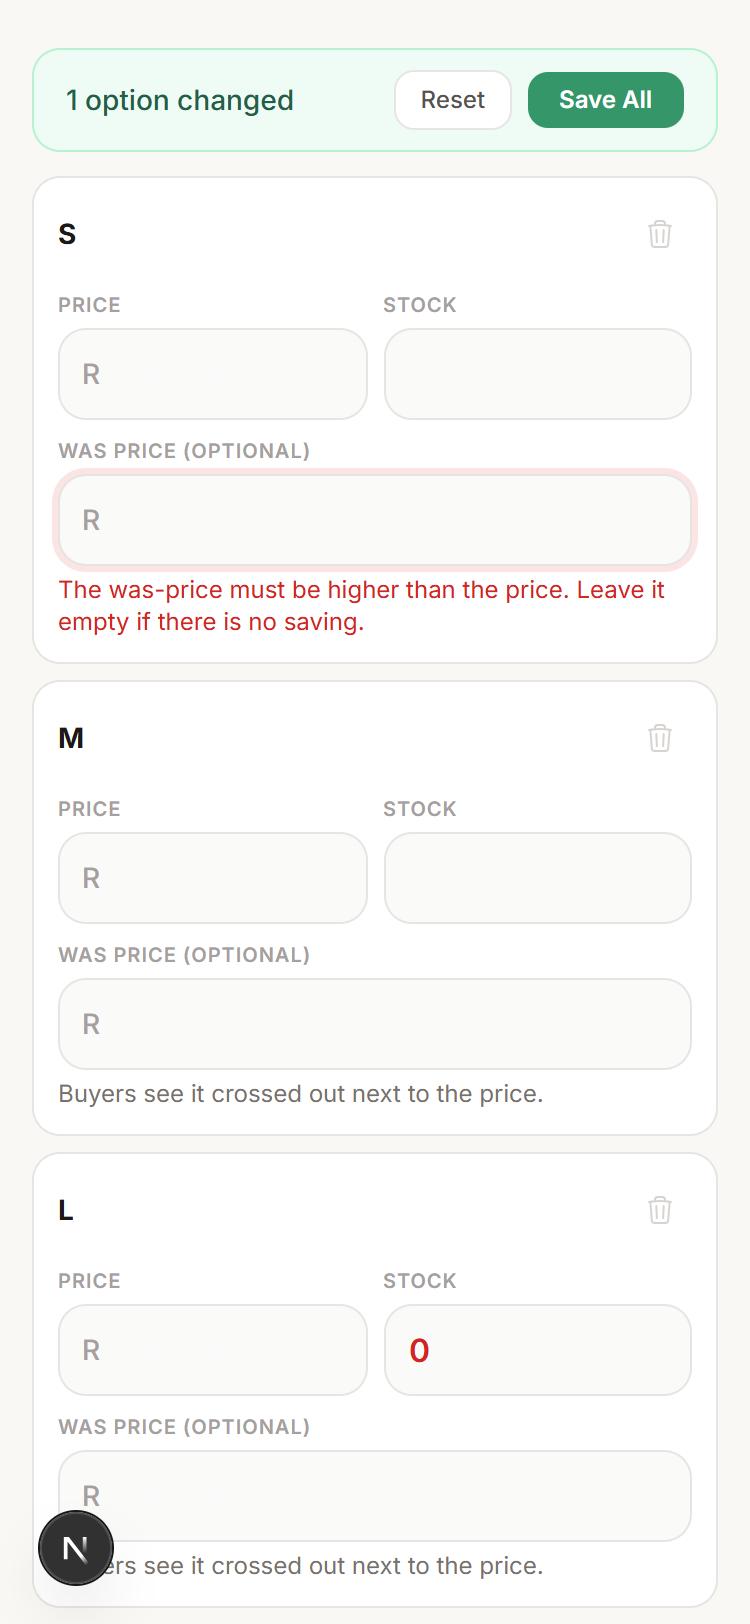 1 option changed
Reset
Save All
S
PRICE
STOCK
R
WAS PRICE (OPTIONAL)
R
The was-price must be higher than the price. Leave it
empty if there is no saving.
M
PRICE
STOCK
R
WAS PRICE (OPTIONAL)
R
Buyers see it crossed out next to the price.
L
PRICE
STOCK
R
0
WAS PRICE (OPTIONAL)
R
N
see it crossed out next to the price.